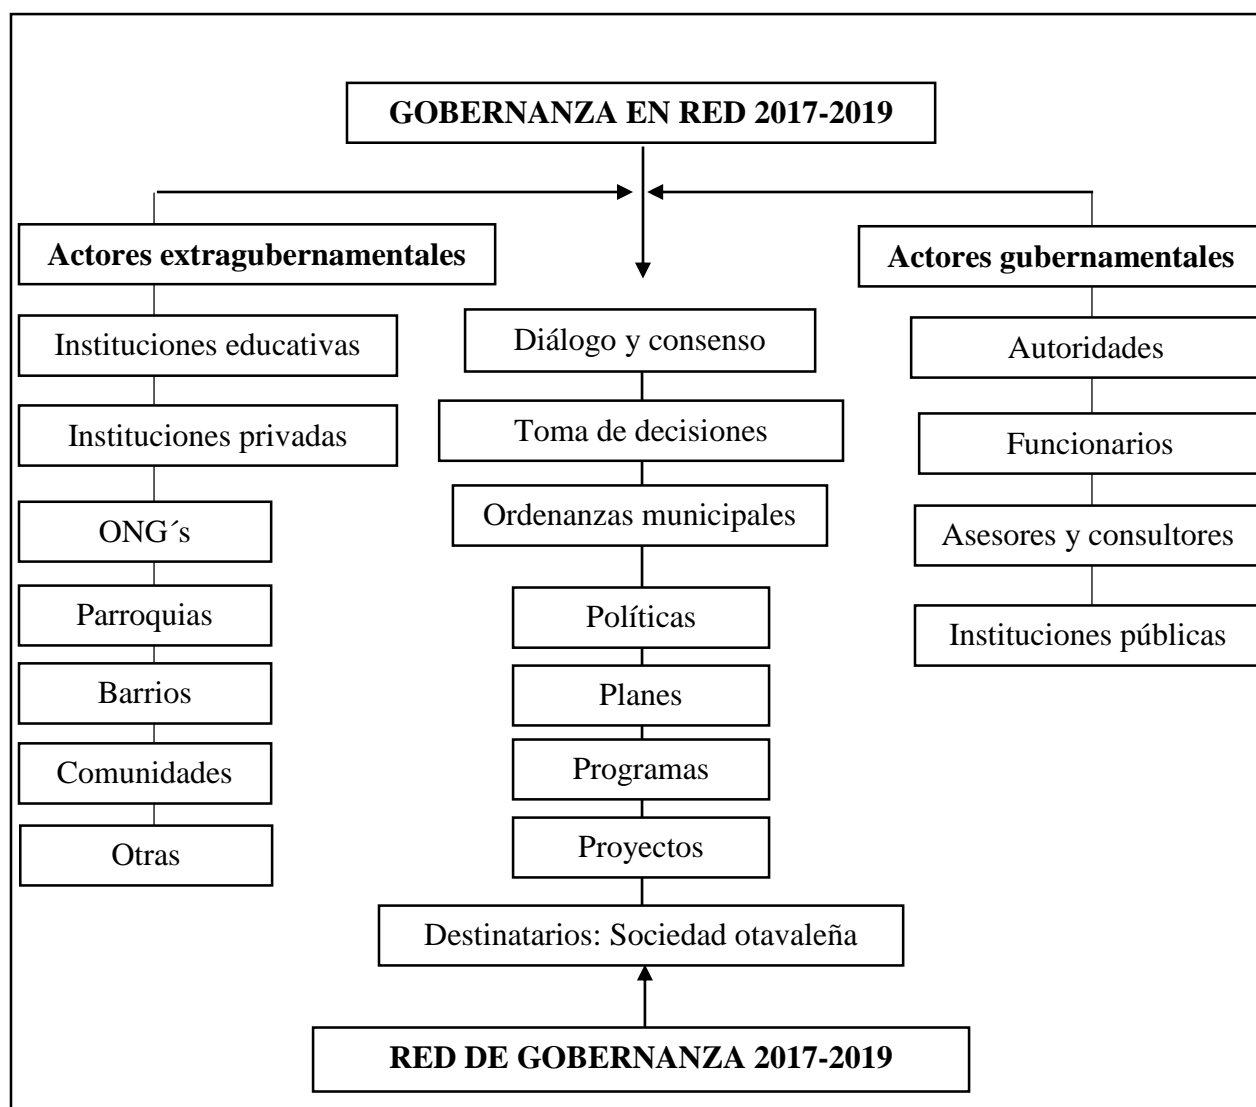 GOBERNANZA EN RED 2017-2019
Actores extragubernamentales
Instituciones educativas
Instituciones privadas
ONG´s
Parroquias
Barrios
Comunidades
Otras
Diálogo y consenso
Toma de decisiones
Ordenanzas municipales
Políticas
Planes
Programas
Proyectos
Destinatarios: Sociedad otavaleña
RED DE GOBERNANZA 2017-2019
Actores gubernamentales
Autoridades
Funcionarios
Asesores y consultores
Instituciones públicas